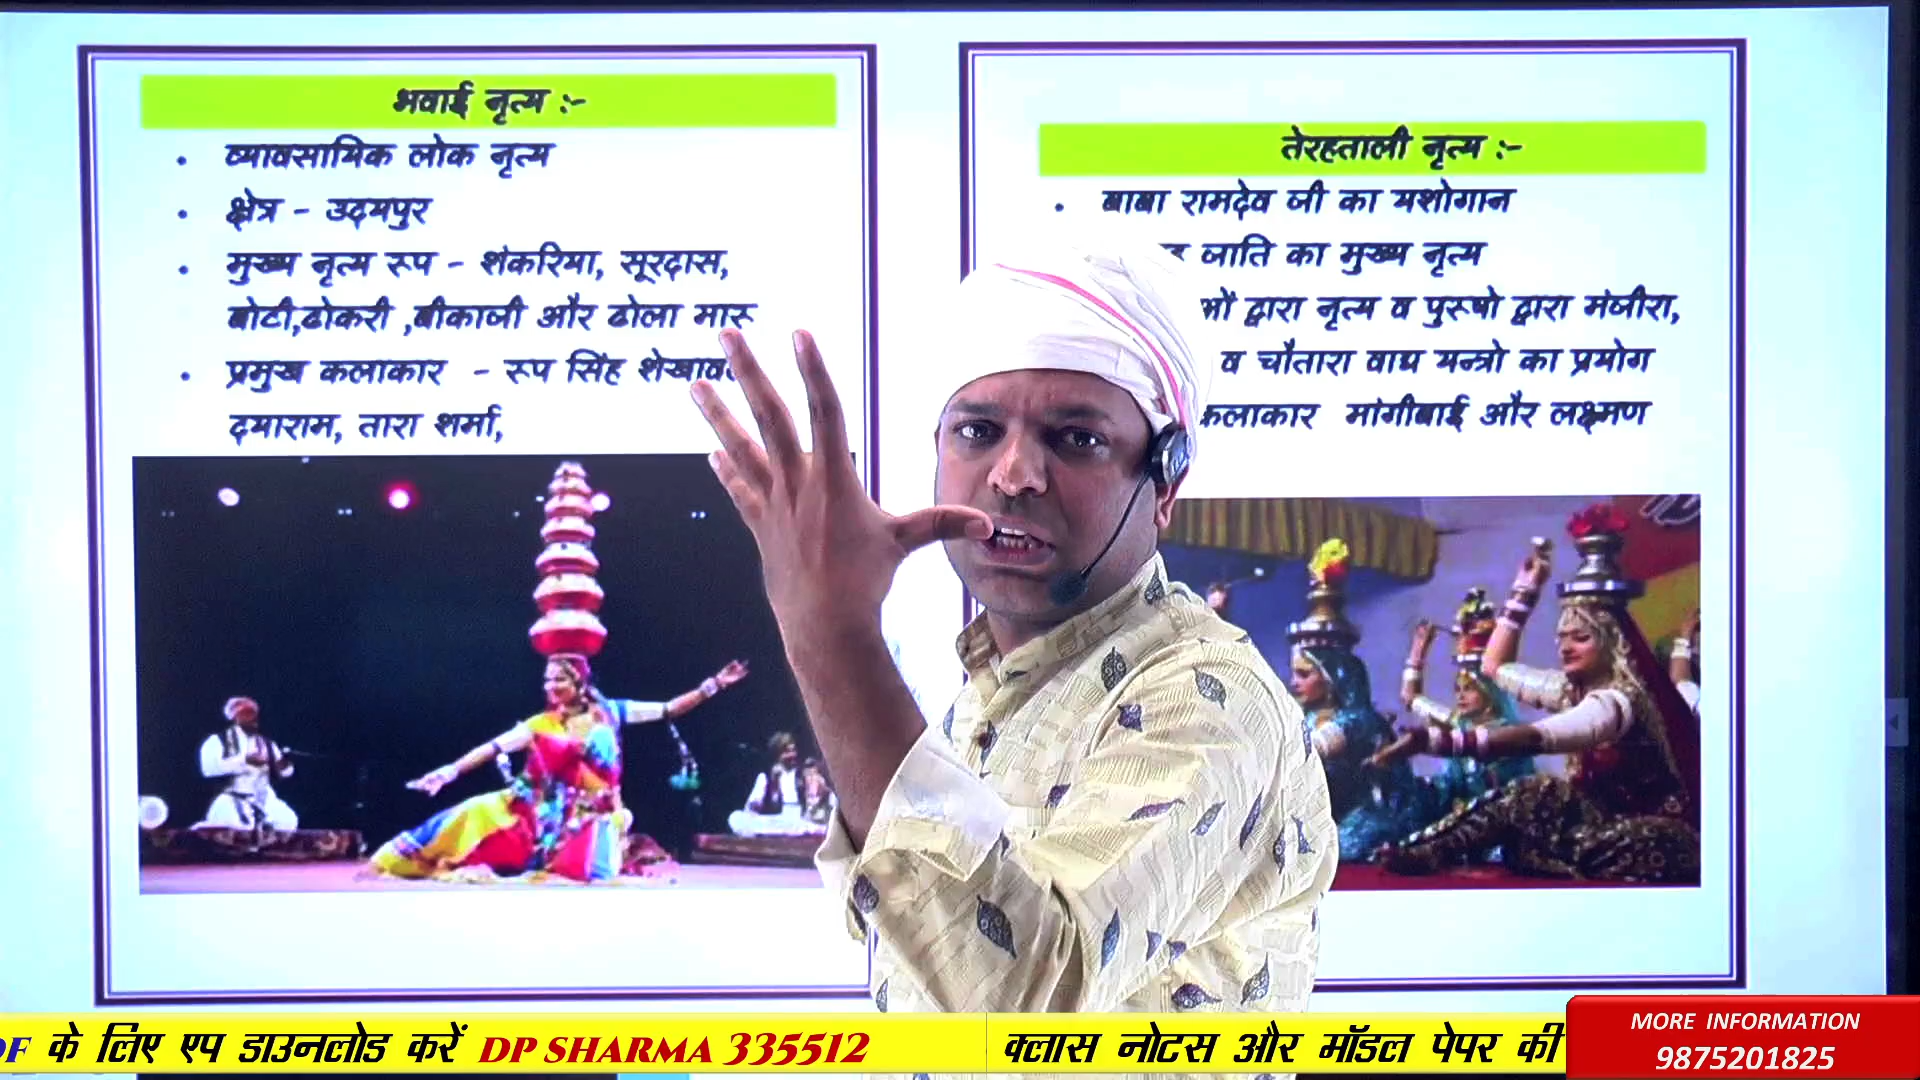 भवाई नृत्य :-
व्यावसायिक लोक नृत्य
क्षेत्र - उदयपुर
मुख्य नृत्य रूप - शंकरिया, सूरदास,
बोटी,ढोकरी ,बीकाजी और ढोला मारू
प्रमुख कलाकार - रूप सिंह
दयाराम, तारा शर्मा,
तेरहताली नृत्य :-
बाबा रामदेव जी का यशोगान
जाति का मुख्य नृत्य
द्वारा नृत्य व पुरूषो द्वारा मंजीरा,
व चौतारा वाद्य यन्त्रो का प्रयोग
कलाकार मांगीबाई और लक्ष्मण
के लिए एप डाउनलोड करें DP SHARMA 335512
क्लास नोटस और मॉडल पेपर की
MORE INFORMATION
9875201825